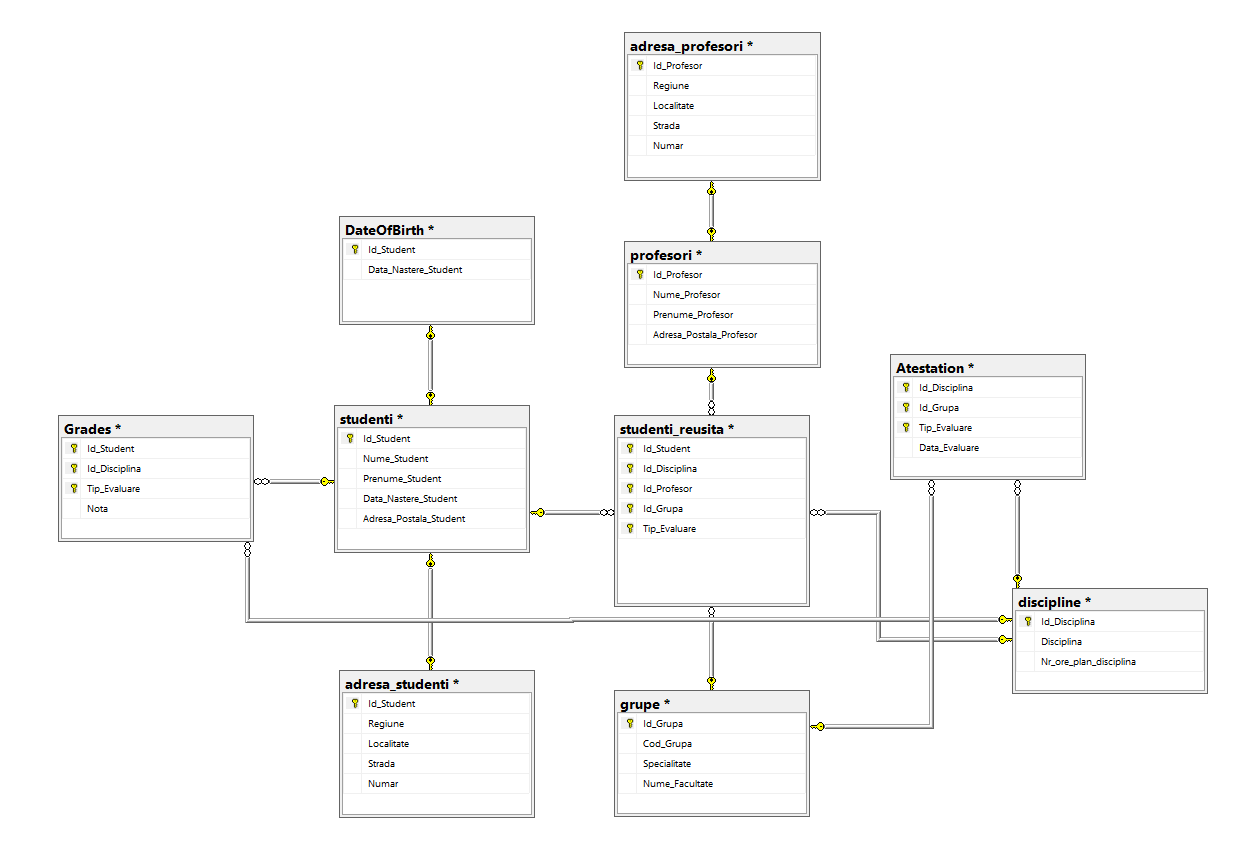 adresa_profesori *
Id_Profesor
Regiune
Localitate
Strada
Numar
DateOfBirth *
Id_Student
Data_Nastere_Student
profesori *
Id_Profesor
Nume_Profesor
Prenume_Profesor
Adresa_Postala_Profesor
Atestation *
Id_Disciplina
Id_Grupa
Tip_Evaluare
Data_Evaluare
Grades *
Id_Student
Id_Disciplina
Tip_Evaluare
Nota
studenti *
Id_Student
Nume_Student
Prenume_Student
Data_Nastere_Student
Adresa_Postala_Student
studenti_reusita *
Id_Student
Id_Disciplina
Id_Profesor
Id_Grupa
Tip_Evaluare
discipline *
Id_Disciplina
Disciplina
Nr_ore_plan_disciplina
adresa_studenti *
Id_Student
Regiune
Localitate
Strada
Numar
grupe *
Id_Grupa
Cod_Grupa
Specialitate
Nume_Facultate